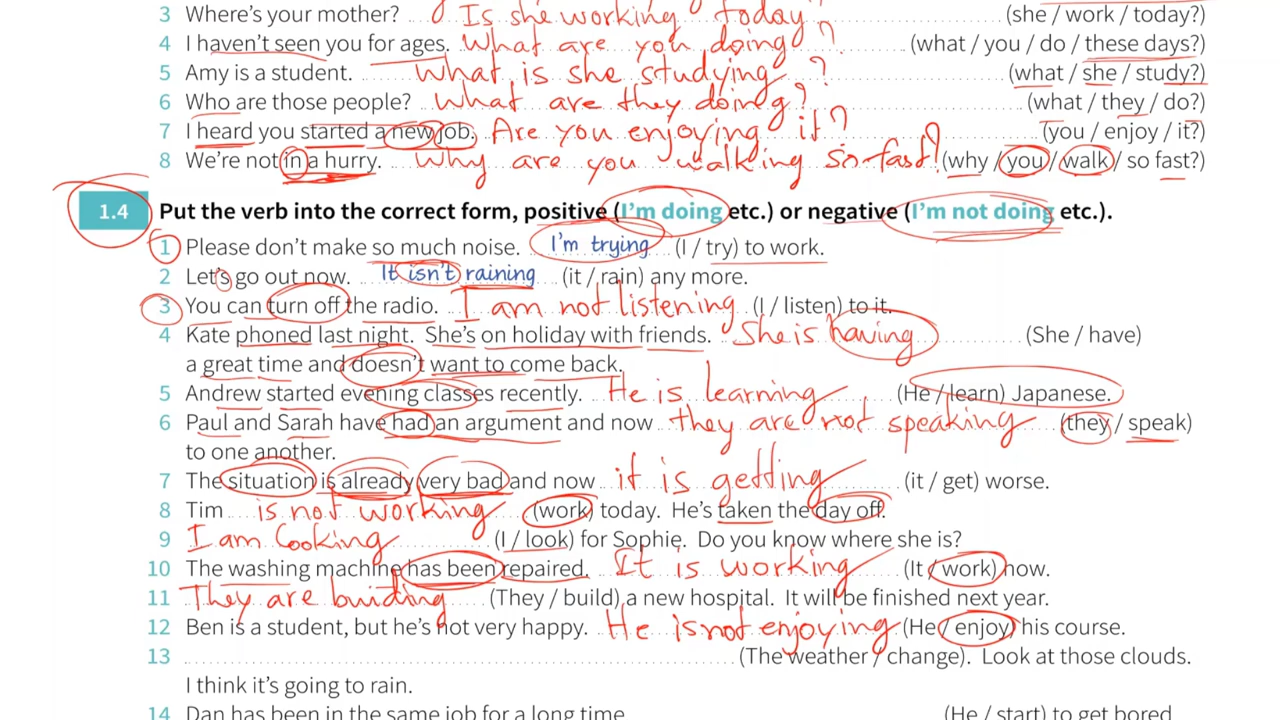 3 Where's your mother? Is she working today? (she / work / today?)
4 I haven't seen you for ages. What are you doing? (what / you / do / these days?)
5 Amy is a student. What is she studying? (what / she / study?)
6 Who are those people? What are they doing? (what / they / do?)
7 I heard you started a new job. Are you enjoying it? (you / enjoy / it?)
8 We're not in a hurry. Why are you walking so fast? (why / you / walk / so fast?)
1.4 Put the verb into the correct form, positive (I'm doing etc.) or negative (I'm not doing etc.).
1 Please don't make so much noise. I'm trying (I / try) to work.
2 Let's go out now. It isn't raining (it / rain) any more.
3 You can turn off the radio. I am not listening (I / listen) to it.
4 Kate phoned last night. She's on holiday with friends. She is having (She / have)
a great time and doesn't want to come back.
5 Andrew started evening classes recently. He is learning (He / learn) Japanese.
6 Paul and Sarah have had an argument and now they are not speaking (they / speak)
to one another.
7 The situation is already very bad and now it is getting (it / get) worse.
8 Tim is not working (work) today. He's taken the day off.
9 I am Cooking (I / look) for Sophie. Do you know where she is?
10 The washing machine has been repaired. It is working (It / work) now.
11 They are buiding (They / build) a new hospital. It will be finished next year.
12 Ben is a student, but he's not very happy. He is not enjoying (He / enjoy) his course.
13 (The weather / change). Look at those clouds.
I think it's going to rain.
14 Dan has been in the same job for a long time. (He / start) to get bored